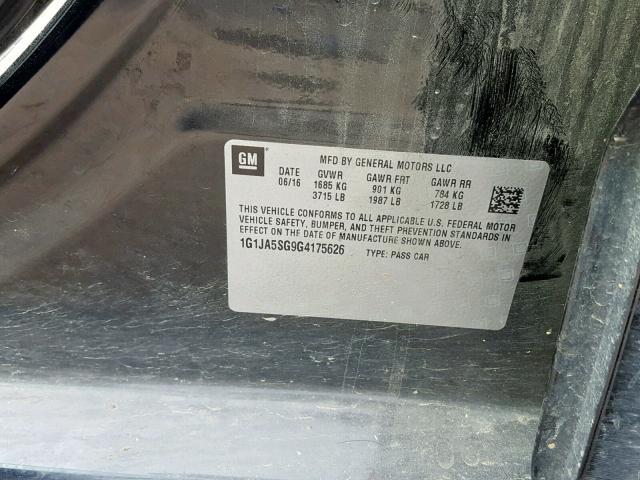 GM
MFD BY GENERAL MOTORS LLC
DATE GVWR GAWR FRT GAWR RR
06/16 1685 KG 901 KG 784 KG
3715 LB 1987 LB 1728 LB
THIS VEHICLE CONFORMS TO ALL APPLICABLE U.S. FEDERAL MOTOR
VEHICLE SAFETY, BUMPER, AND THEFT PREVENTION STANDARDS IN
EFFECT ON THE DATE OF MANUFACTURE SHOWN ABOVE.
1G1JA5SG9G4175626 TYPE: PASS CAR